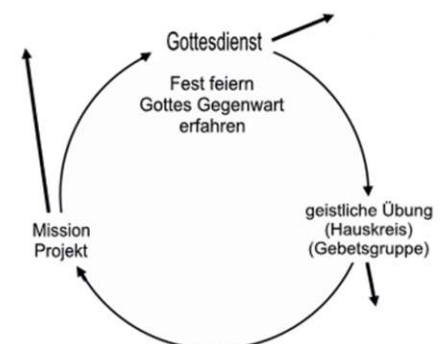 Gottesdienst
Fest feiern
Gottes Gegenwart
erfahren
geistliche Übung
(Hauskreis)
(Gebetsgruppe)
Mission
Projekt